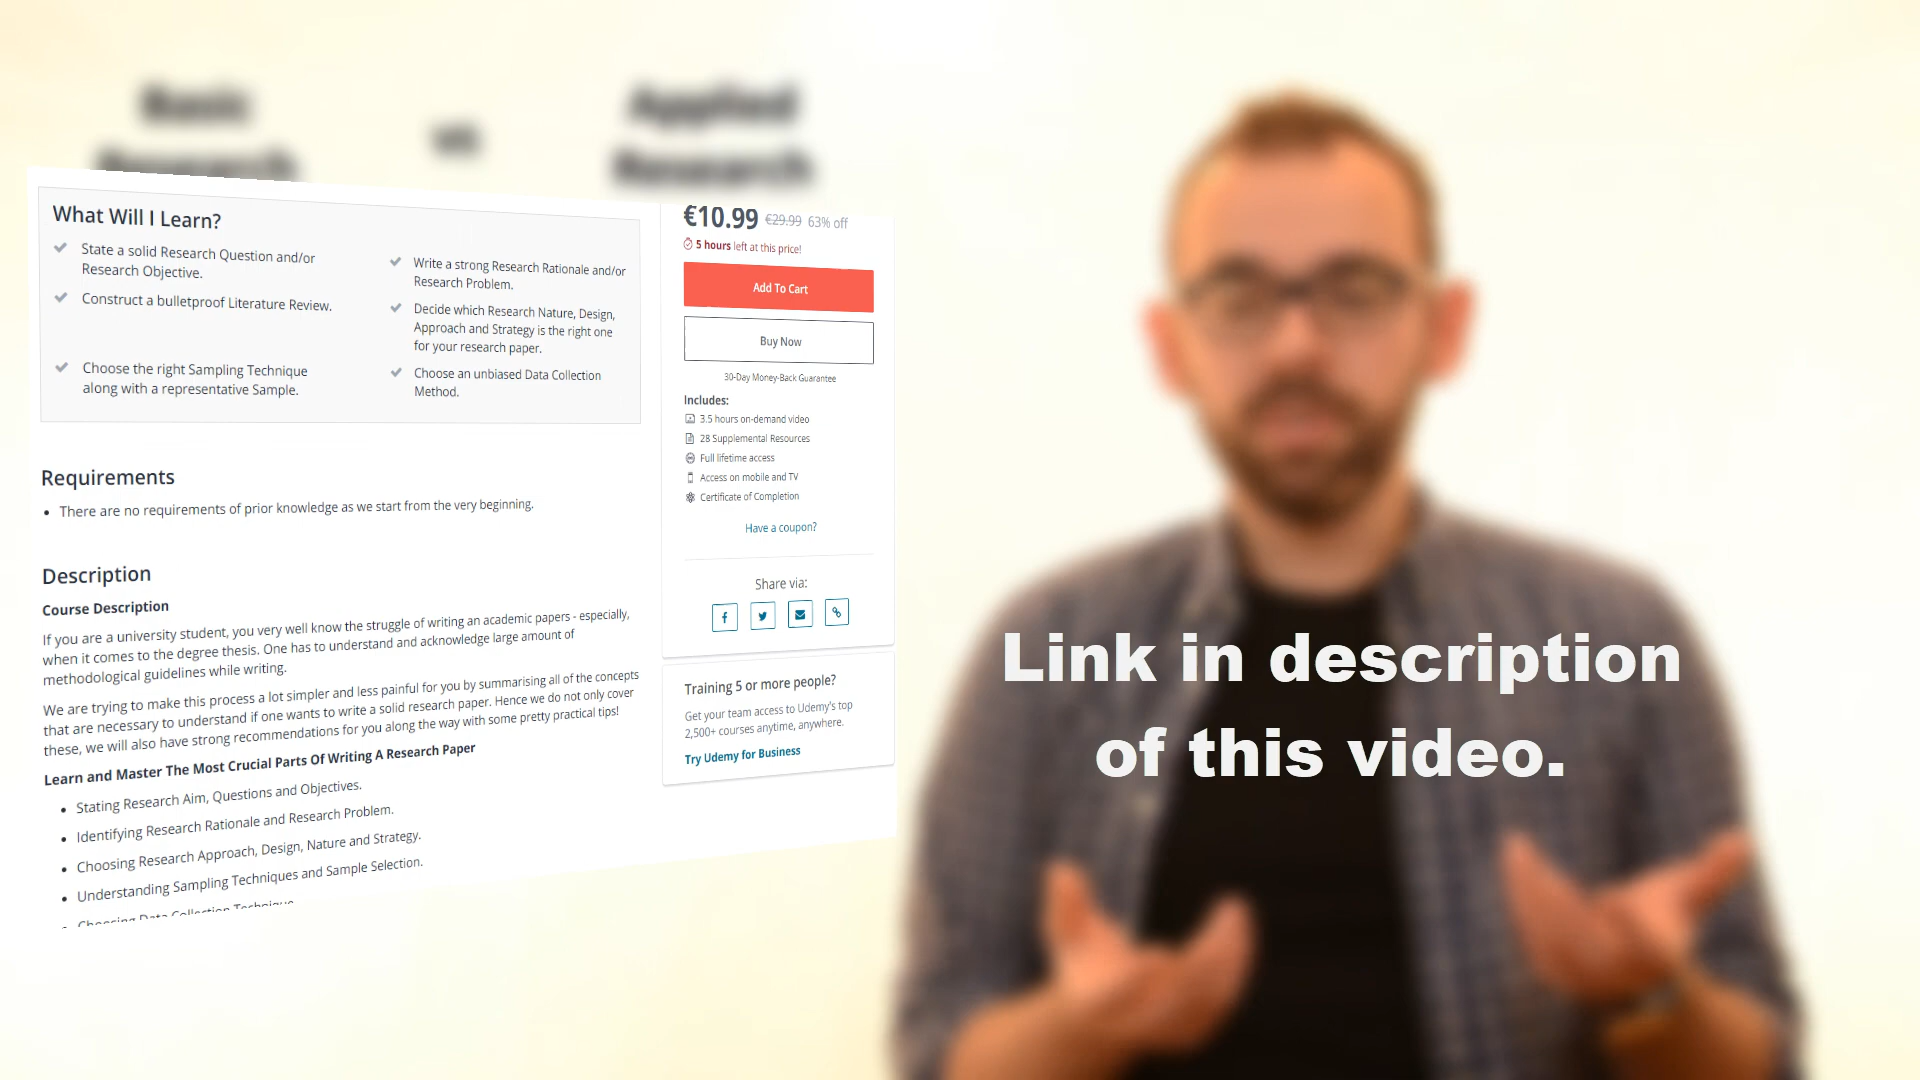 Basic
Research
vs
Applied
Research
What Will I Learn?
State a solid Research Question and/or
Research Objective.
Construct a bulletproof Literature Review.
Choose the right Sampling Technique
along with a representative Sample.
Write a strong Research Rationale and/or
Research Problem.
Decide which Research Nature, Design,
Approach and Strategy is the right one
for your research paper.
Choose an unbiased Data Collection
Method.
Requirements
• There are no requirements of prior knowledge as we start from the very beginning.
Description
Course Description
If you are a university student, you very well know the struggle of writing an academic papers - especially,
when it comes to the degree thesis. One has to understand and acknowledge large amount of
methodological guidelines while writing.
We are trying to make this process a lot simpler and less painful for you by summarising all of the concepts
that are necessary to understand if one wants to write a solid research paper. Hence we do not only cover
these, we will also have strong recommendations for you along the way with some pretty practical tips!
Learn and Master The Most Crucial Parts Of Writing A Research Paper
• Stating Research Aim, Questions and Objectives.
• Identifying Research Rationale and Research Problem.
• Choosing Research Approach, Design, Nature and Strategy.
• Understanding Sampling Techniques and Sample Selection.
• Choosing Data Collection Technique
€10.99 €29.99 63% off
5 hours left at this price!
Add To Cart
Buy Now
30-Day Money-Back Guarantee
Includes:
3.5 hours on-demand video
28 Supplemental Resources
Full lifetime access
Access on mobile and TV
Certificate of Completion
Have a coupon?
Share via:
Training 5 or more people?
Get your team access to Udemy's top
2,500+ courses anytime, anywhere.
Try Udemy for Business
Link in description
of this video.